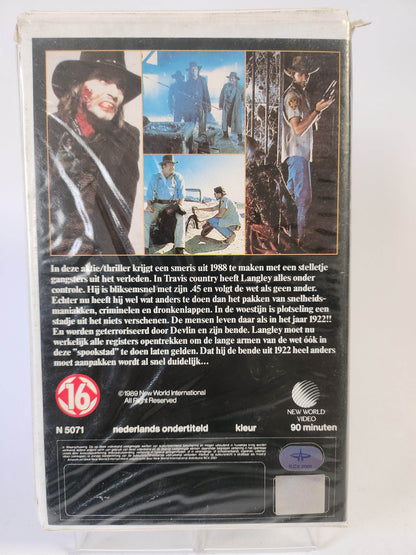 In deze aktie/thriller krijgt een smeris uit 1988 te maken met een stelletje
gangsters uit het verleden. In Travis country heeft Langley alles onder
controle. Hij is bliksemsnel met zijn .45 en volgt de wet als geen ander.
Echter nu heeft hij wel wat anders te doen dan het pakken van snelheids-
maniakken, criminelen en dronkenlappen. In de woestijn is plotseling een
stadje uit het niets verschenen. De mensen leven daar als in het jaar 1922!!
En worden geterroriseerd door Devlin en zijn bende. Langley moet nu
werkelijk alle registers opentrekken om de lange armen van de wet óók in
deze "spookstad" te doen laten gelden. Dat hij de bende uit 1922 heel anders
moet aanpakken wordt al snel duidelijk...
16
©1989 New World International
All Right Reserved
NEW WORLD
VIDEO
N 5071 nederlands ondertiteld kleur 90 minuten